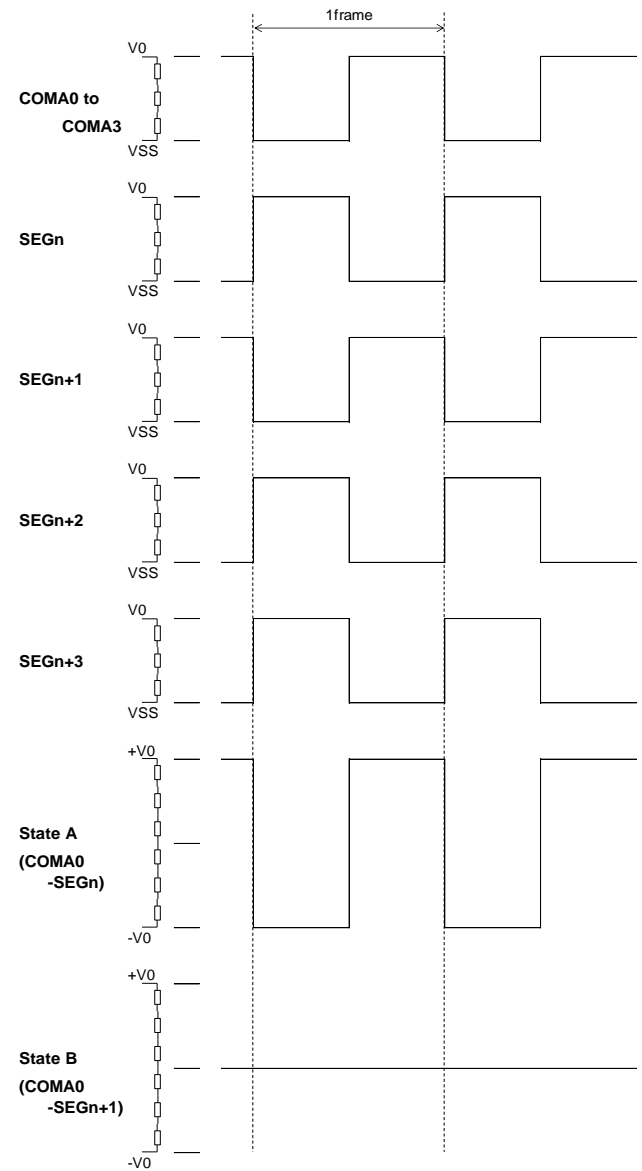 1frame
V0
COMA0 to
COMA3
VSS
V0
SEGn
VSS
V0
SEGn+1
VSS
V0
SEGn+2
VSS
V0
SEGn+3
VSS
+V0
State A
(COMA0
-SEGn)
-V0
+V0
State B
(COMA0
-SEGn+1)
-V0